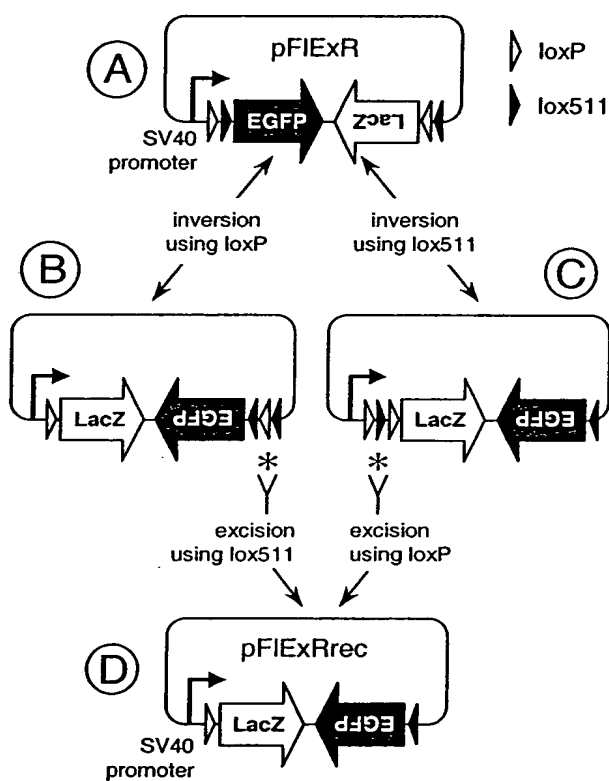 A
pFlExR
loxP
lox511
EGFP
LacZ
SV40
promoter
inversion
using loxP
inversion
using lox511
B
C
LacZ
EGFP
LacZ
EGFP
*
*
excision
using lox511
excision
using loxP
D
pFlExRrec
LacZ
EGFP
SV40
promoter